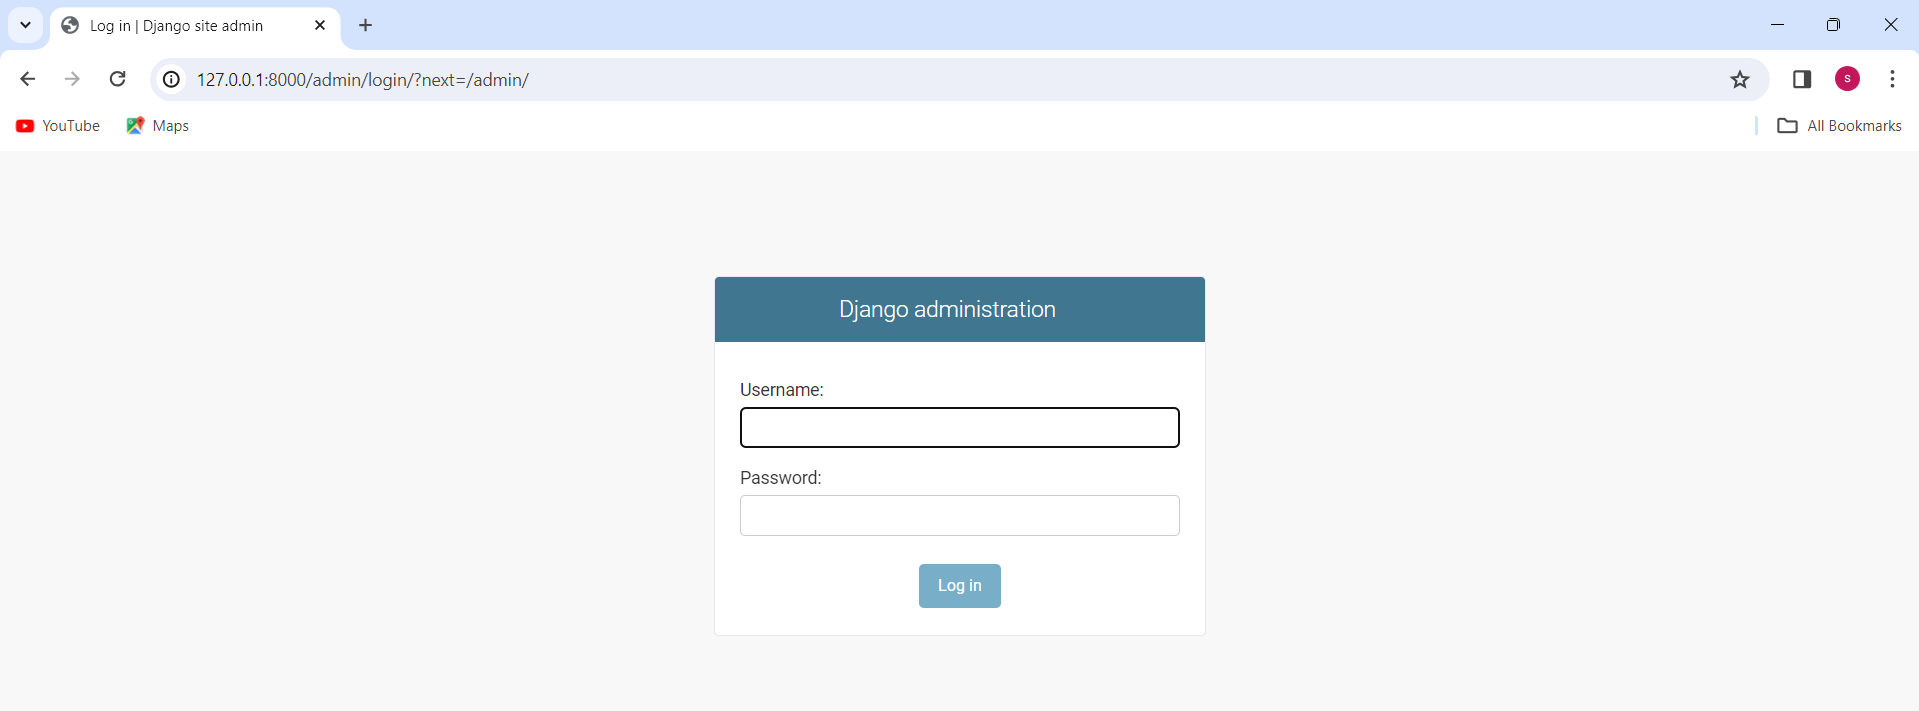 Log in | Django site admin
127.0.0.1:8000/admin/login/?next=/admin/
S
YouTube Maps All Bookmarks
Django administration
Username:
Password:
Log in